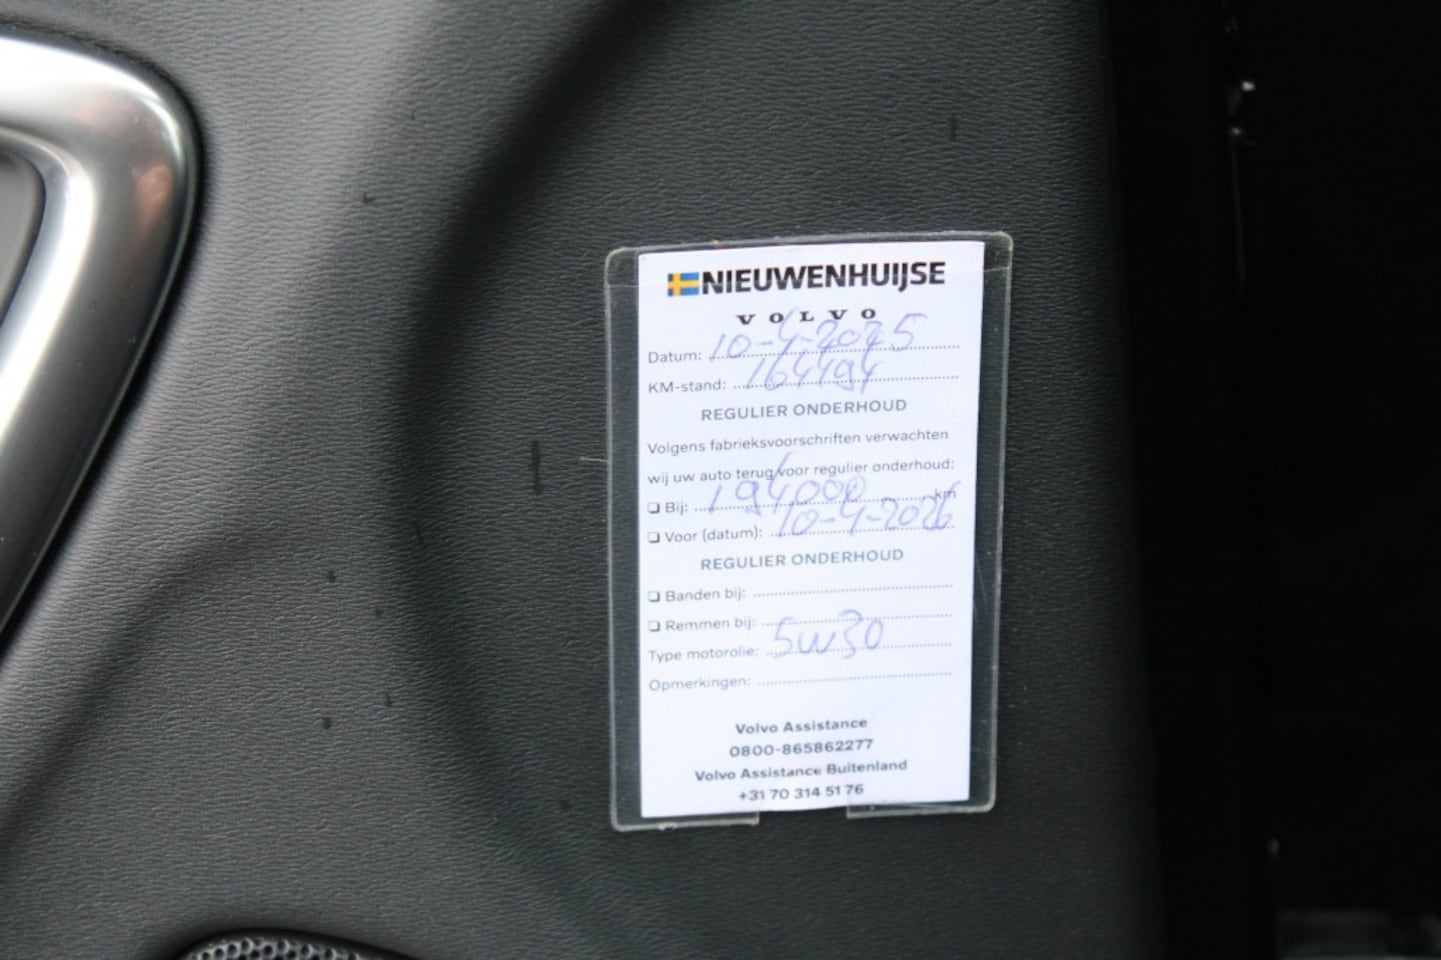 NIEUWENHUIJSE
VOLVO
Datum: 10-4-2025
KM-stand: 164494
REGULIER ONDERHOUD
Volgens fabrieksvoorschriften verwachten
wij uw auto terug voor regulier onderhoud:
❏ Bij: 194000 km
❏ Voor (datum): 10-4-2026
REGULIER ONDERHOUD
❏ Banden bij:
❏ Remmen bij:
Type motorolie: 5w30
Opmerkingen:
Volvo Assistance
0800-865862277
Volvo Assistance Buitenland
+31 70 314 51 76